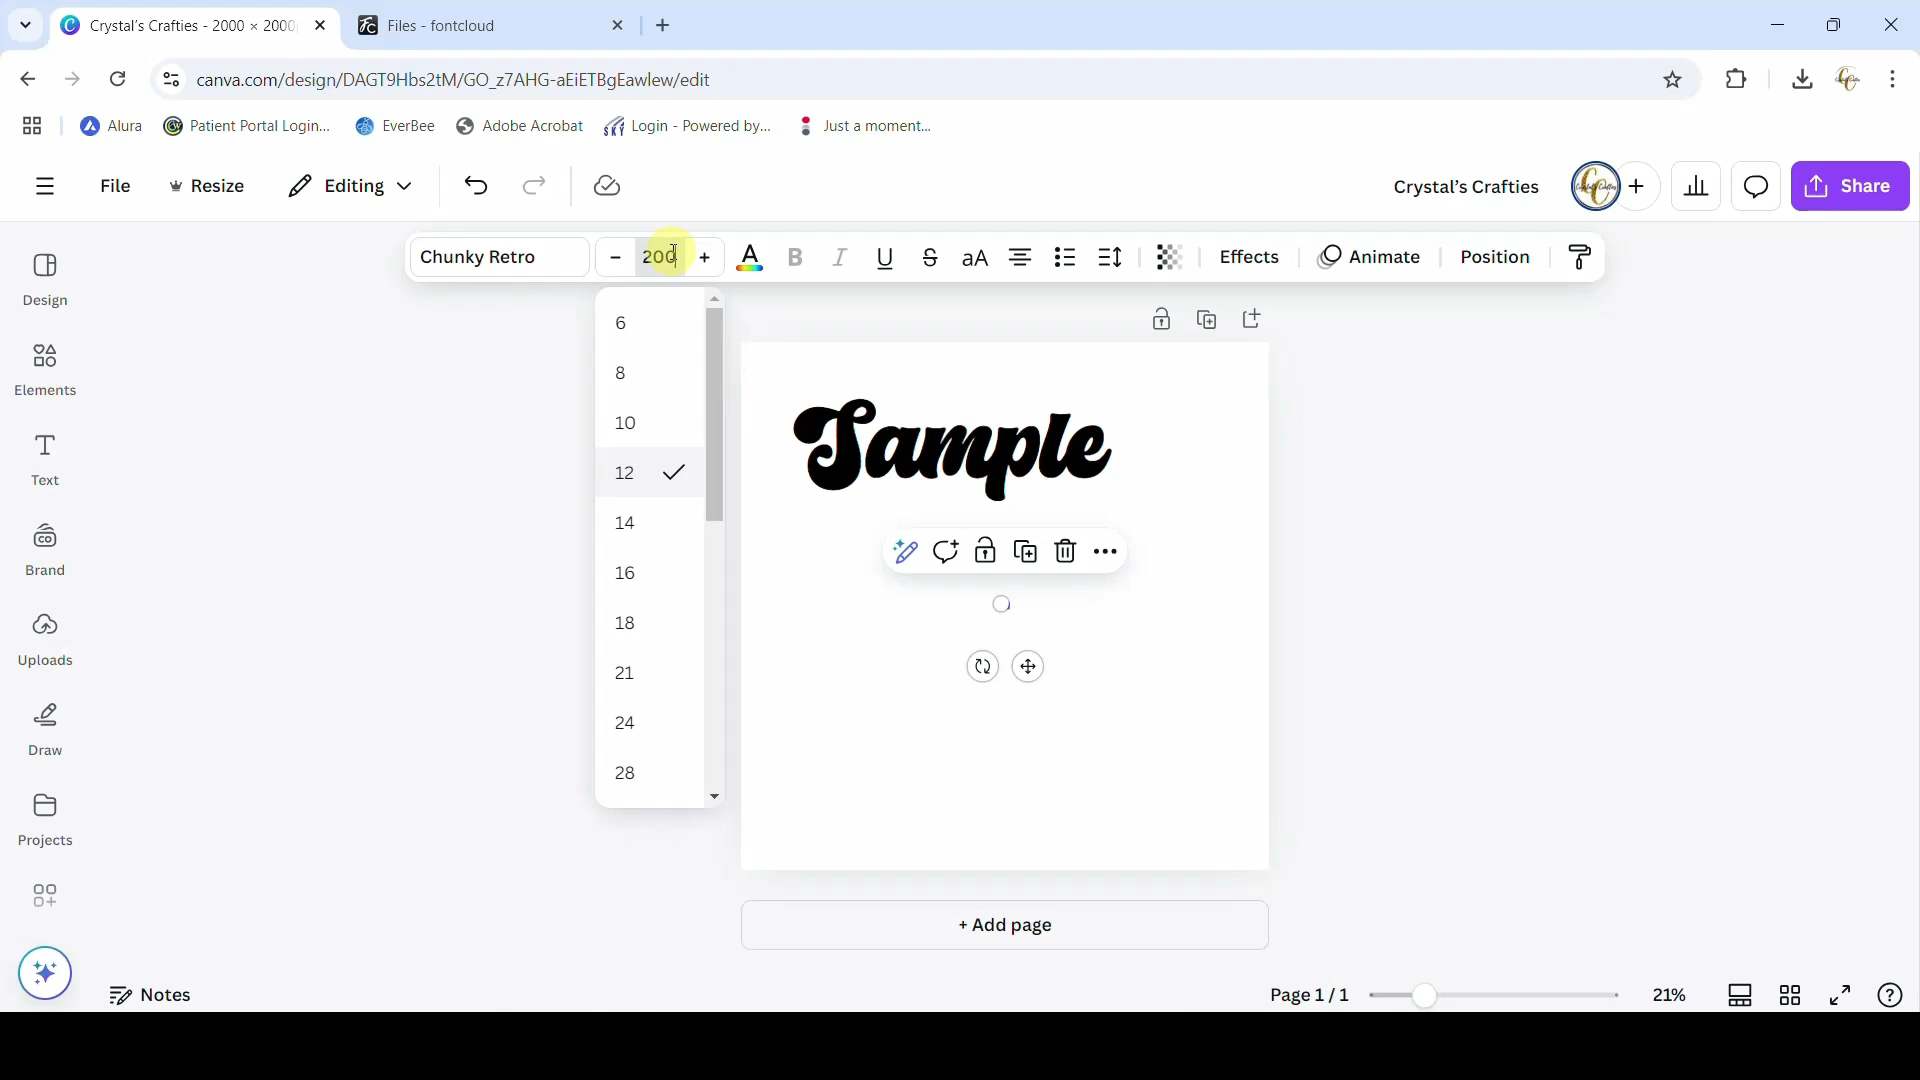 Crystal's Crafties - 2000 × 2000
Files - fontcloud
canva.com/design/DAGT9Hbs2tM/GO_z7AHG-aEiETBgEawlew/edit
Alura
Patient Portal Login...
EverBee
Adobe Acrobat
Login - Powered by...
Just a moment...
File
Resize
Editing
Crystal's Crafties
Share
Chunky Retro
- 200 +
aA
Effects
Animate
Position
Design
Elements
Text
Brand
Uploads
Draw
Projects
6
8
10
12
14
16
18
21
24
28
Sample
+ Add page
Notes
Page 1 / 1
21%